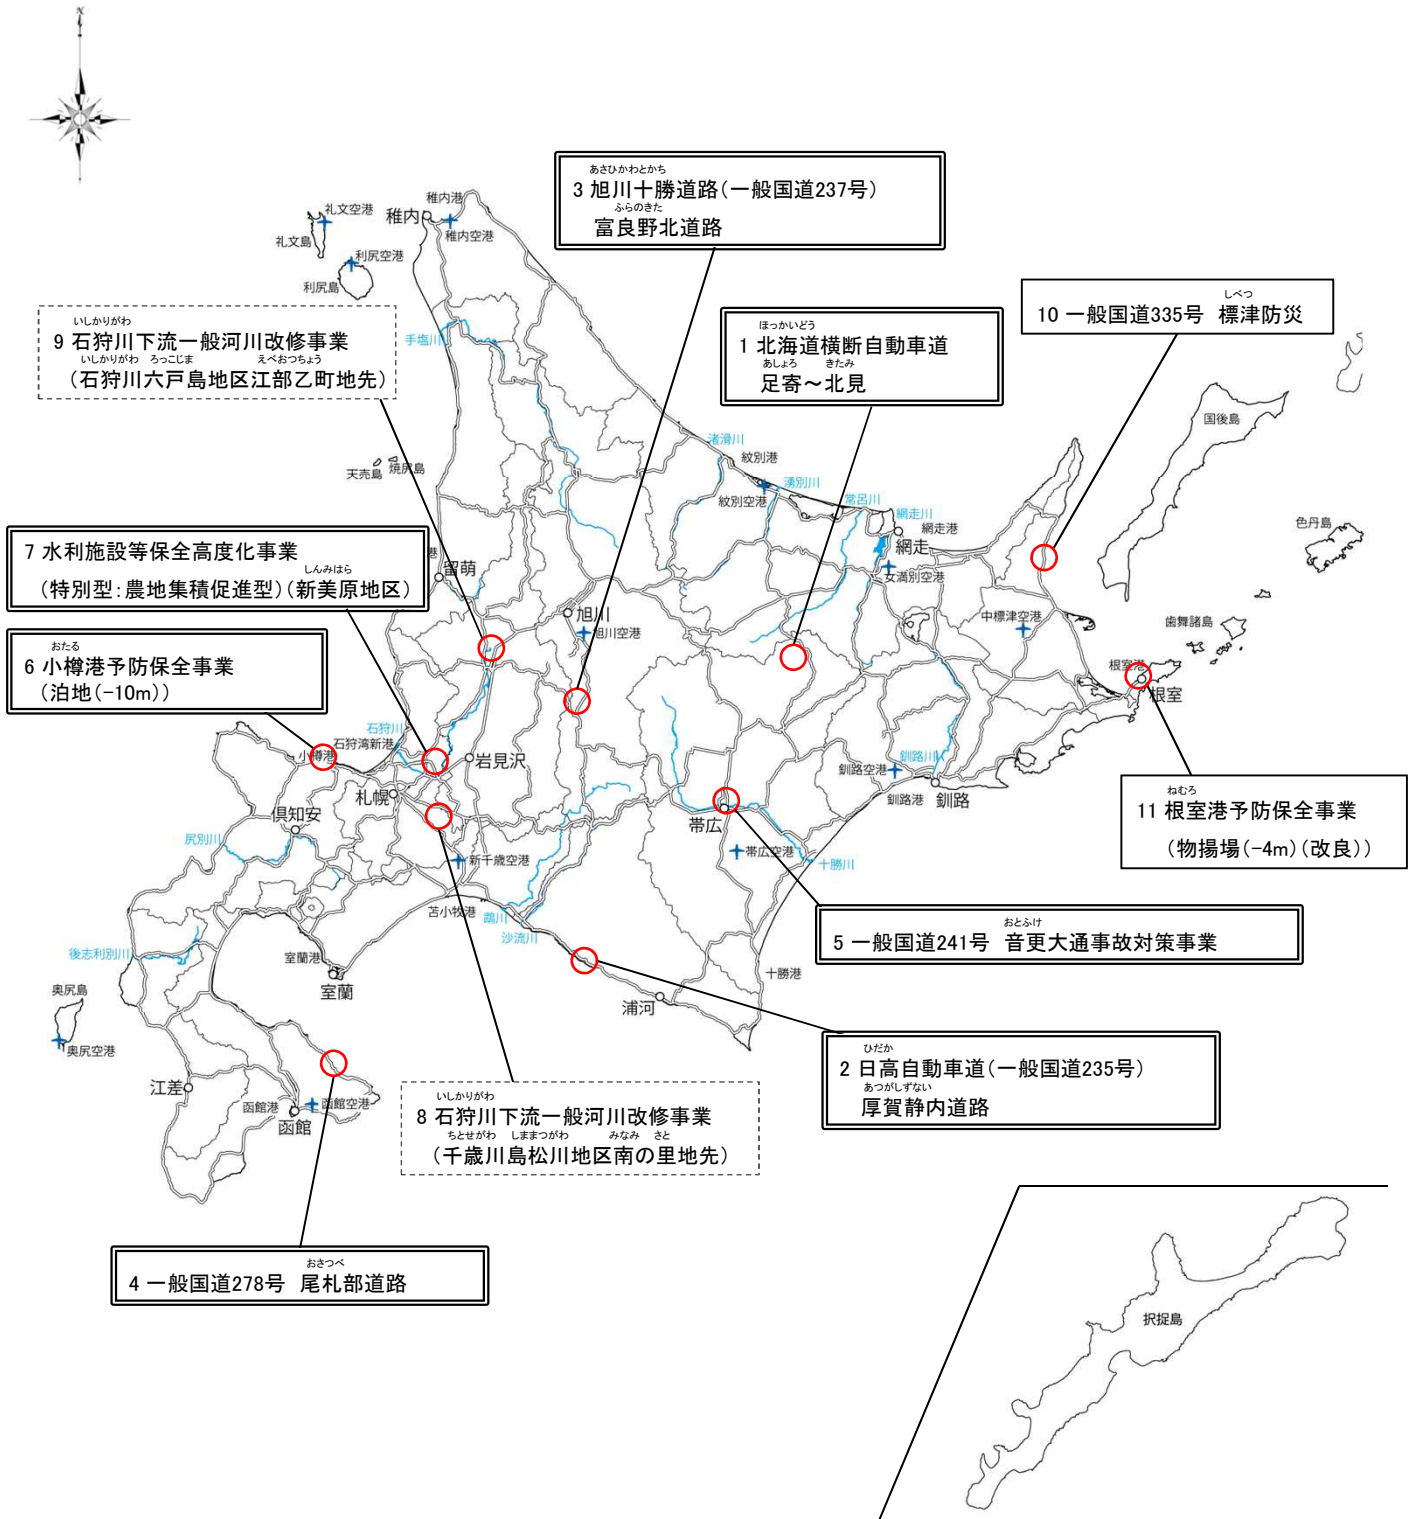 N
あさひかわとかち
3 旭川十勝道路(一般国道237号)
ふらのきた
富良野北道路
稚内港
礼文空港
稚内
稚内空港
礼文島
利尻空港
利尻島
しべつ
10 一般国道335号 標津防災
いしかりがわ
9 石狩川下流一般河川改修事業
いしかりがわ ろっこじま えべおつちょう
(石狩川六戸島地区江部乙町地先)
手塩川
ほっかいどう
1 北海道横断自動車道
あしょろ きたみ
足寄~北見
国後島
渚滑川
紋別港
天売島
焼尻島
湧別川
紋別空港
常呂川
網走川
網走港
網走
色丹島
7 水利施設等保全高度化事業
しんみはら
(特別型:農地集積促進型)(新美原地区)
港
留萌
女満別空港
旭川
旭川空港
中標津空港
歯舞諸島
おたる
6 小樽港予防保全事業
(泊地(-10m))
根室港
根室
石狩川
石狩湾新港
小樽港
岩見沢
釧路川
釧路空港
札幌
釧路港
釧路
ねむろ
11 根室港予防保全事業
(物揚場(-4m)(改良))
倶知安
帯広
尻別川
新千歳空港
帯広空港
十勝川
苫小牧港
鵡川
沙流川
おとふけ
5 一般国道241号 音更大通事故対策事業
後志利別川
室蘭港
室蘭
十勝港
奥尻島
浦河
奥尻空港
ひだか
2 日高自動車道(一般国道235号)
あつがしずない
厚賀静内道路
江差
函館港
函館空港
函館
いしかりがわ
8 石狩川下流一般河川改修事業
ちとせがわ しままつがわ みなみ さと
(千歳川島松川地区南の里地先)
おさつべ
4 一般国道278号 尾札部道路
択捉島